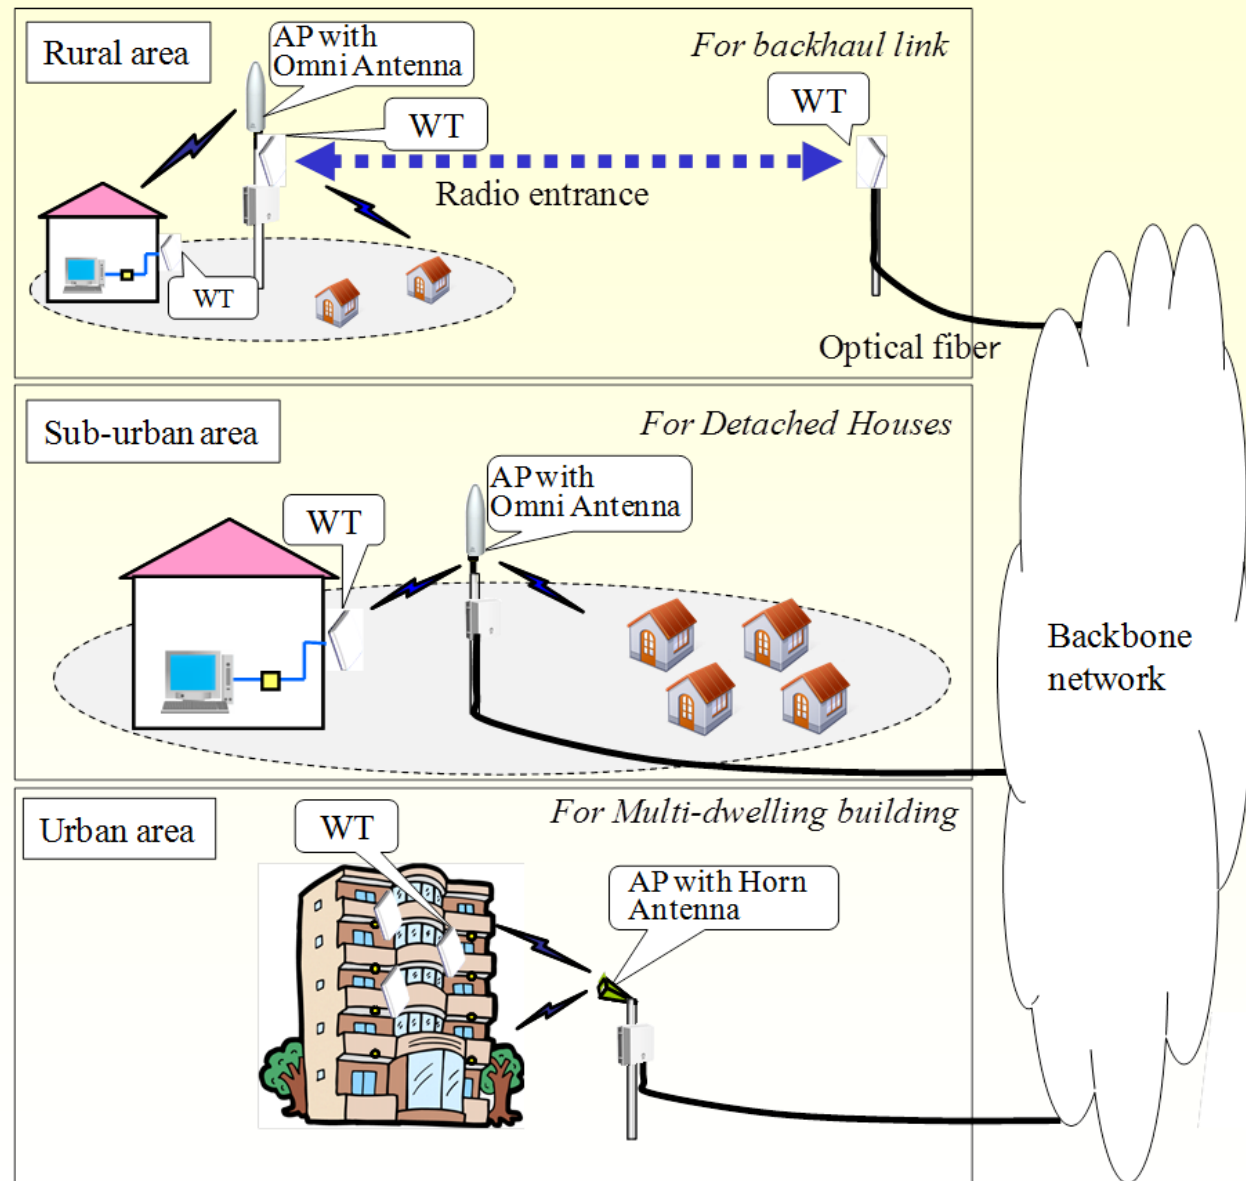 Rural area
AP with
Omni Antenna
For backhaul link
WT
WT
Radio entrance
WT
Optical fiber
Sub-urban area
For Detached Houses
AP with
Omni Antenna
WT
Backbone
network
Urban area
For Multi-dwelling building
WT
AP with Horn
Antenna